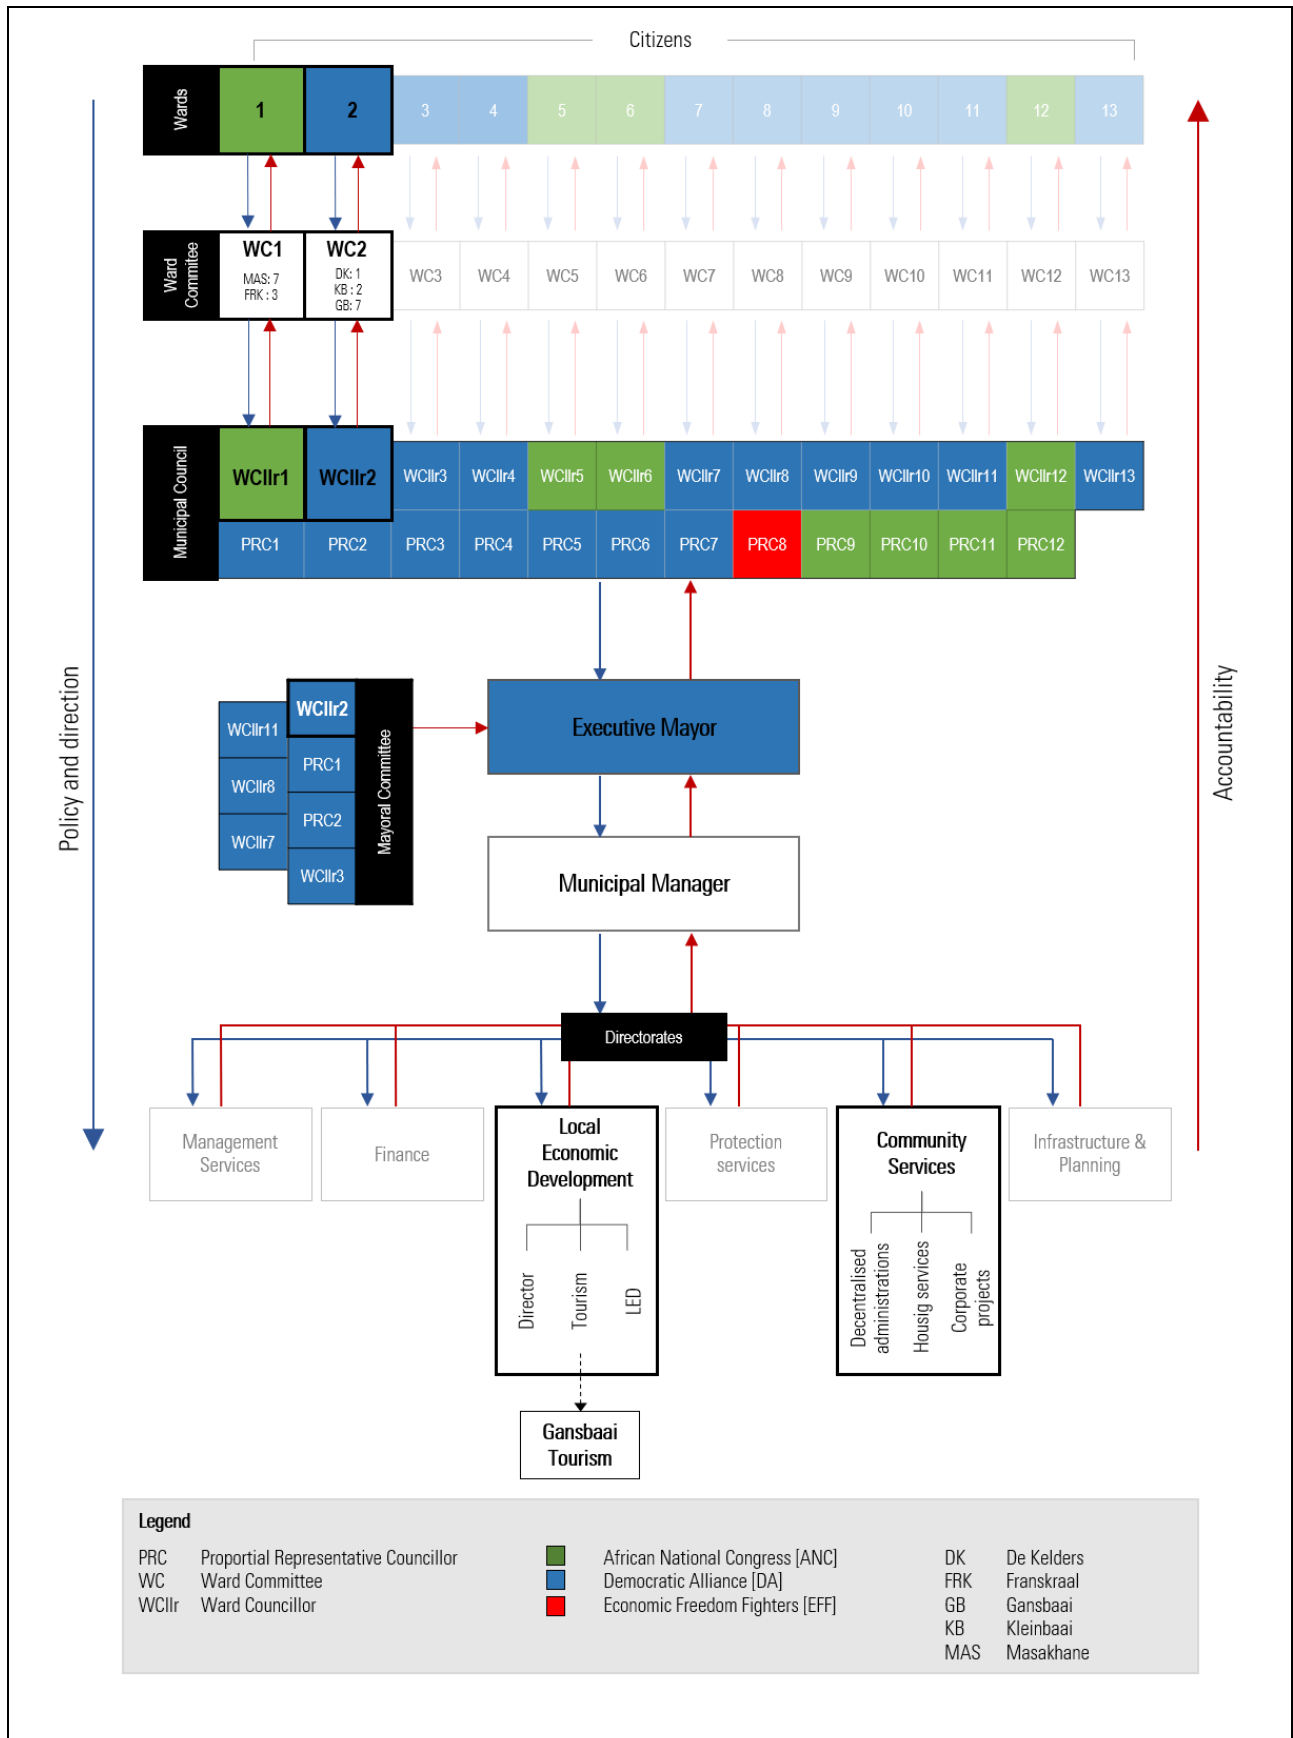 Citizens
Wards
1 2 3 4 5 6 7 8 9 10 11 12 13
Ward
Commitee
WC1
MAS: 7
FRK : 3
WC2
DK: 1
KB : 2
GB: 7
WC3 WC4 WC5 WC6 WC7 WC8 WC9 WC10 WC11 WC12 WC13
Municipal Council
WCllr1 WCllr2 WCllr3 WCllr4 WCllr5 WCllr6 WCllr7 WCllr8 WCllr9 WCllr10 WCllr11 WCllr12 WCllr13
PRC1 PRC2 PRC3 PRC4 PRC5 PRC6 PRC7 PRC8 PRC9 PRC10 PRC11 PRC12
Policy and direction
Accountability
WCllr11
WCllr8
WCllr7
WCllr2
PRC1
PRC2
WCllr3
Mayoral Committee
Executive Mayor
Municipal Manager
Directorates
Management
Services
Finance
Local
Economic
Development
Director
Tourism
LED
Protection
services
Community
Services
Decentralised
administrations
Housig services
Corporate
projects
Infrastructure &
Planning
Gansbaai
Tourism
Legend
PRC Proportial Representative Councillor
WC Ward Committee
WCllr Ward Councillor
African National Congress [ANC]
Democratic Alliance [DA]
Economic Freedom Fighters [EFF]
DK De Kelders
FRK Franskraal
GB Gansbaai
KB Kleinbaai
MAS Masakhane